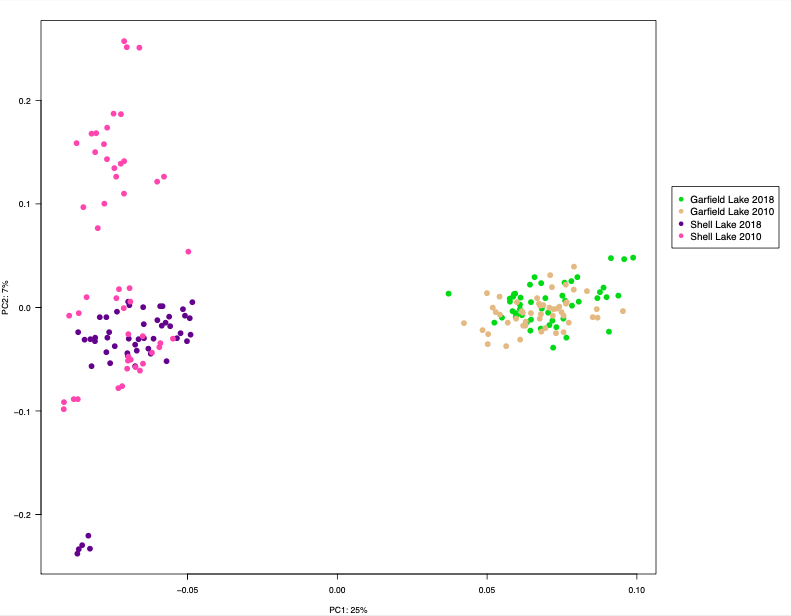 0.2
0.1
0.0
−0.1
−0.2
PC2: 7%
−0.05
0.00
0.05
0.10
PC1: 25%
Garfield Lake 2018
Garfield Lake 2010
Shell Lake 2018
Shell Lake 2010